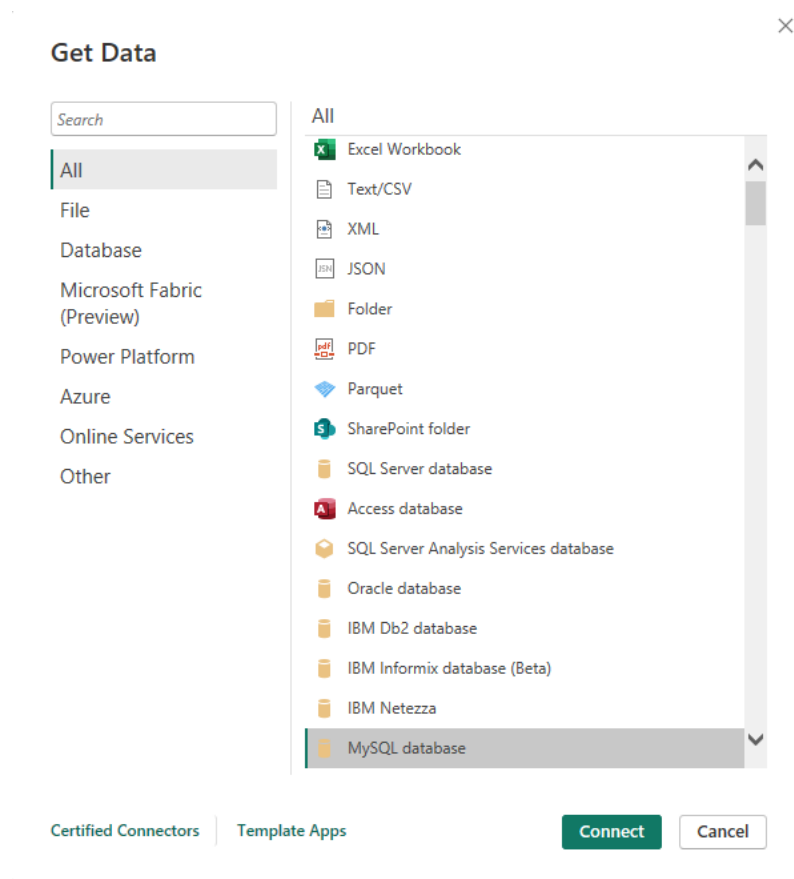 Get Data
Search
All
File
Database
Microsoft Fabric
(Preview)
Power Platform
Azure
Online Services
Other
All
Excel Workbook
Text/CSV
XML
JSON
Folder
PDF
Parquet
SharePoint folder
SQL Server database
Access database
SQL Server Analysis Services database
Oracle database
IBM Db2 database
IBM Informix database (Beta)
IBM Netezza
MySQL database
Certified Connectors
Template Apps
Connect
Cancel